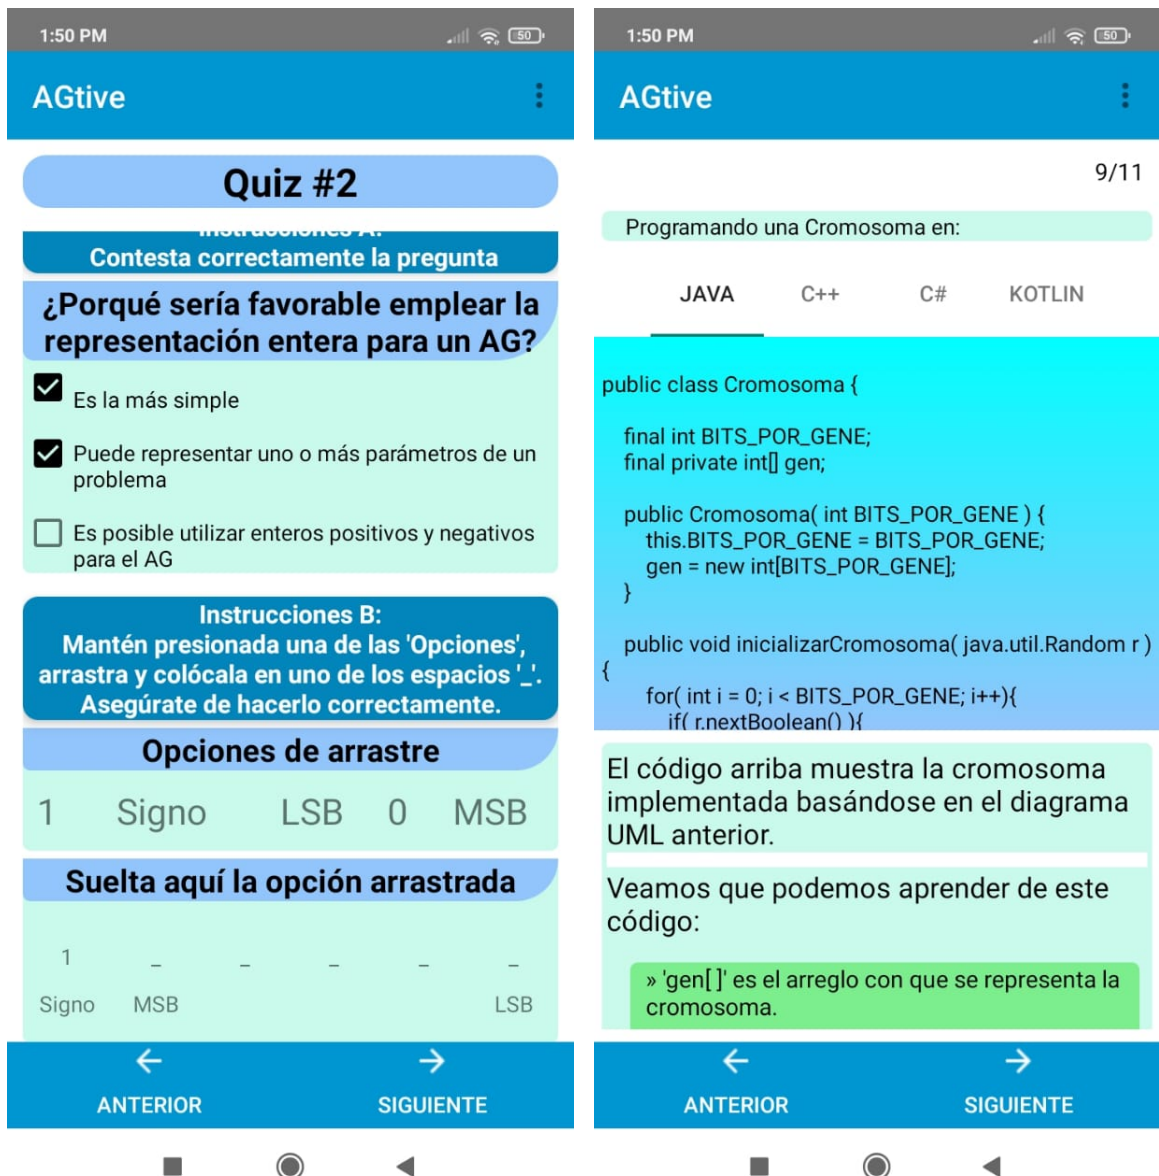 1:50 PM
50
AGtive
Quiz #2
Instrucciones A:
Contesta correctamente la pregunta
¿Porqué sería favorable emplear la
representación entera para un AG?
Es la más simple
Puede representar uno o más parámetros de un
problema
Es posible utilizar enteros positivos y negativos
para el AG
Instrucciones B:
Mantén presionada una de las 'Opciones',
arrastra y colócala en uno de los espacios '_'.
Asegúrate de hacerlo correctamente.
Opciones de arrastre
1 Signo LSB 0 MSB
Suelta aquí la opción arrastrada
1 _ _ _ _ _
Signo MSB LSB
ANTERIOR SIGUIENTE
1:50 PM
50
AGtive
9/11
Programando una Cromosoma en:
JAVA C++ C# KOTLIN
public class Cromosoma {
final int BITS_POR_GENE;
final private int[] gen;
public Cromosoma( int BITS_POR_GENE ) {
this.BITS_POR_GENE = BITS_POR_GENE;
gen = new int[BITS_POR_GENE];
}
public void inicializarCromosoma( java.util.Random r )
{
for( int i = 0; i < BITS_POR_GENE; i++){
if( r.nextBoolean() ){
El código arriba muestra la cromosoma
implementada basándose en el diagrama
UML anterior.
Veamos que podemos aprender de este
código:
» 'gen[ ]' es el arreglo con que se representa la
cromosoma.
ANTERIOR SIGUIENTE